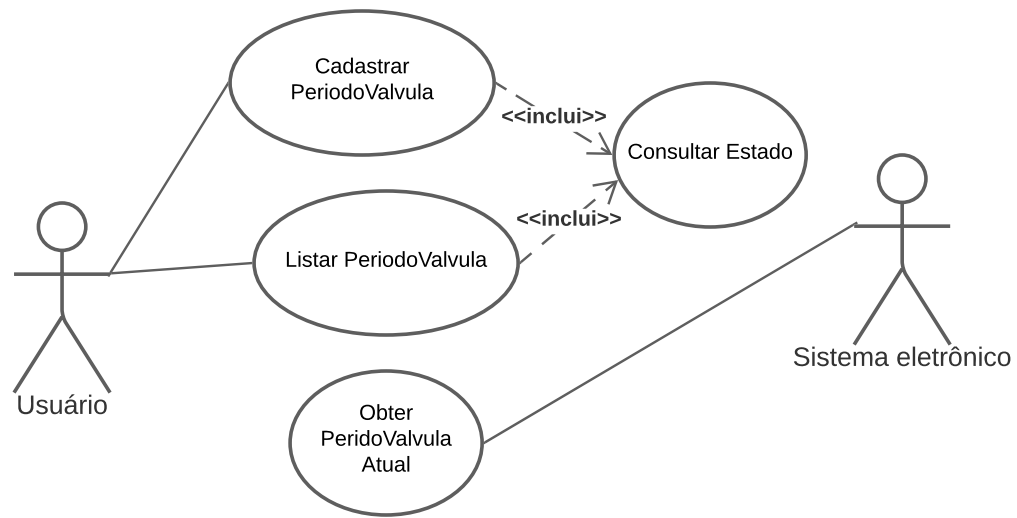 Cadastrar
PeriodoValvula
<<inclui>>
Consultar Estado
<<inclui>>
Listar PeriodoValvula
Sistema eletrônico
Usuário
Obter
PeridoValvula
Atual